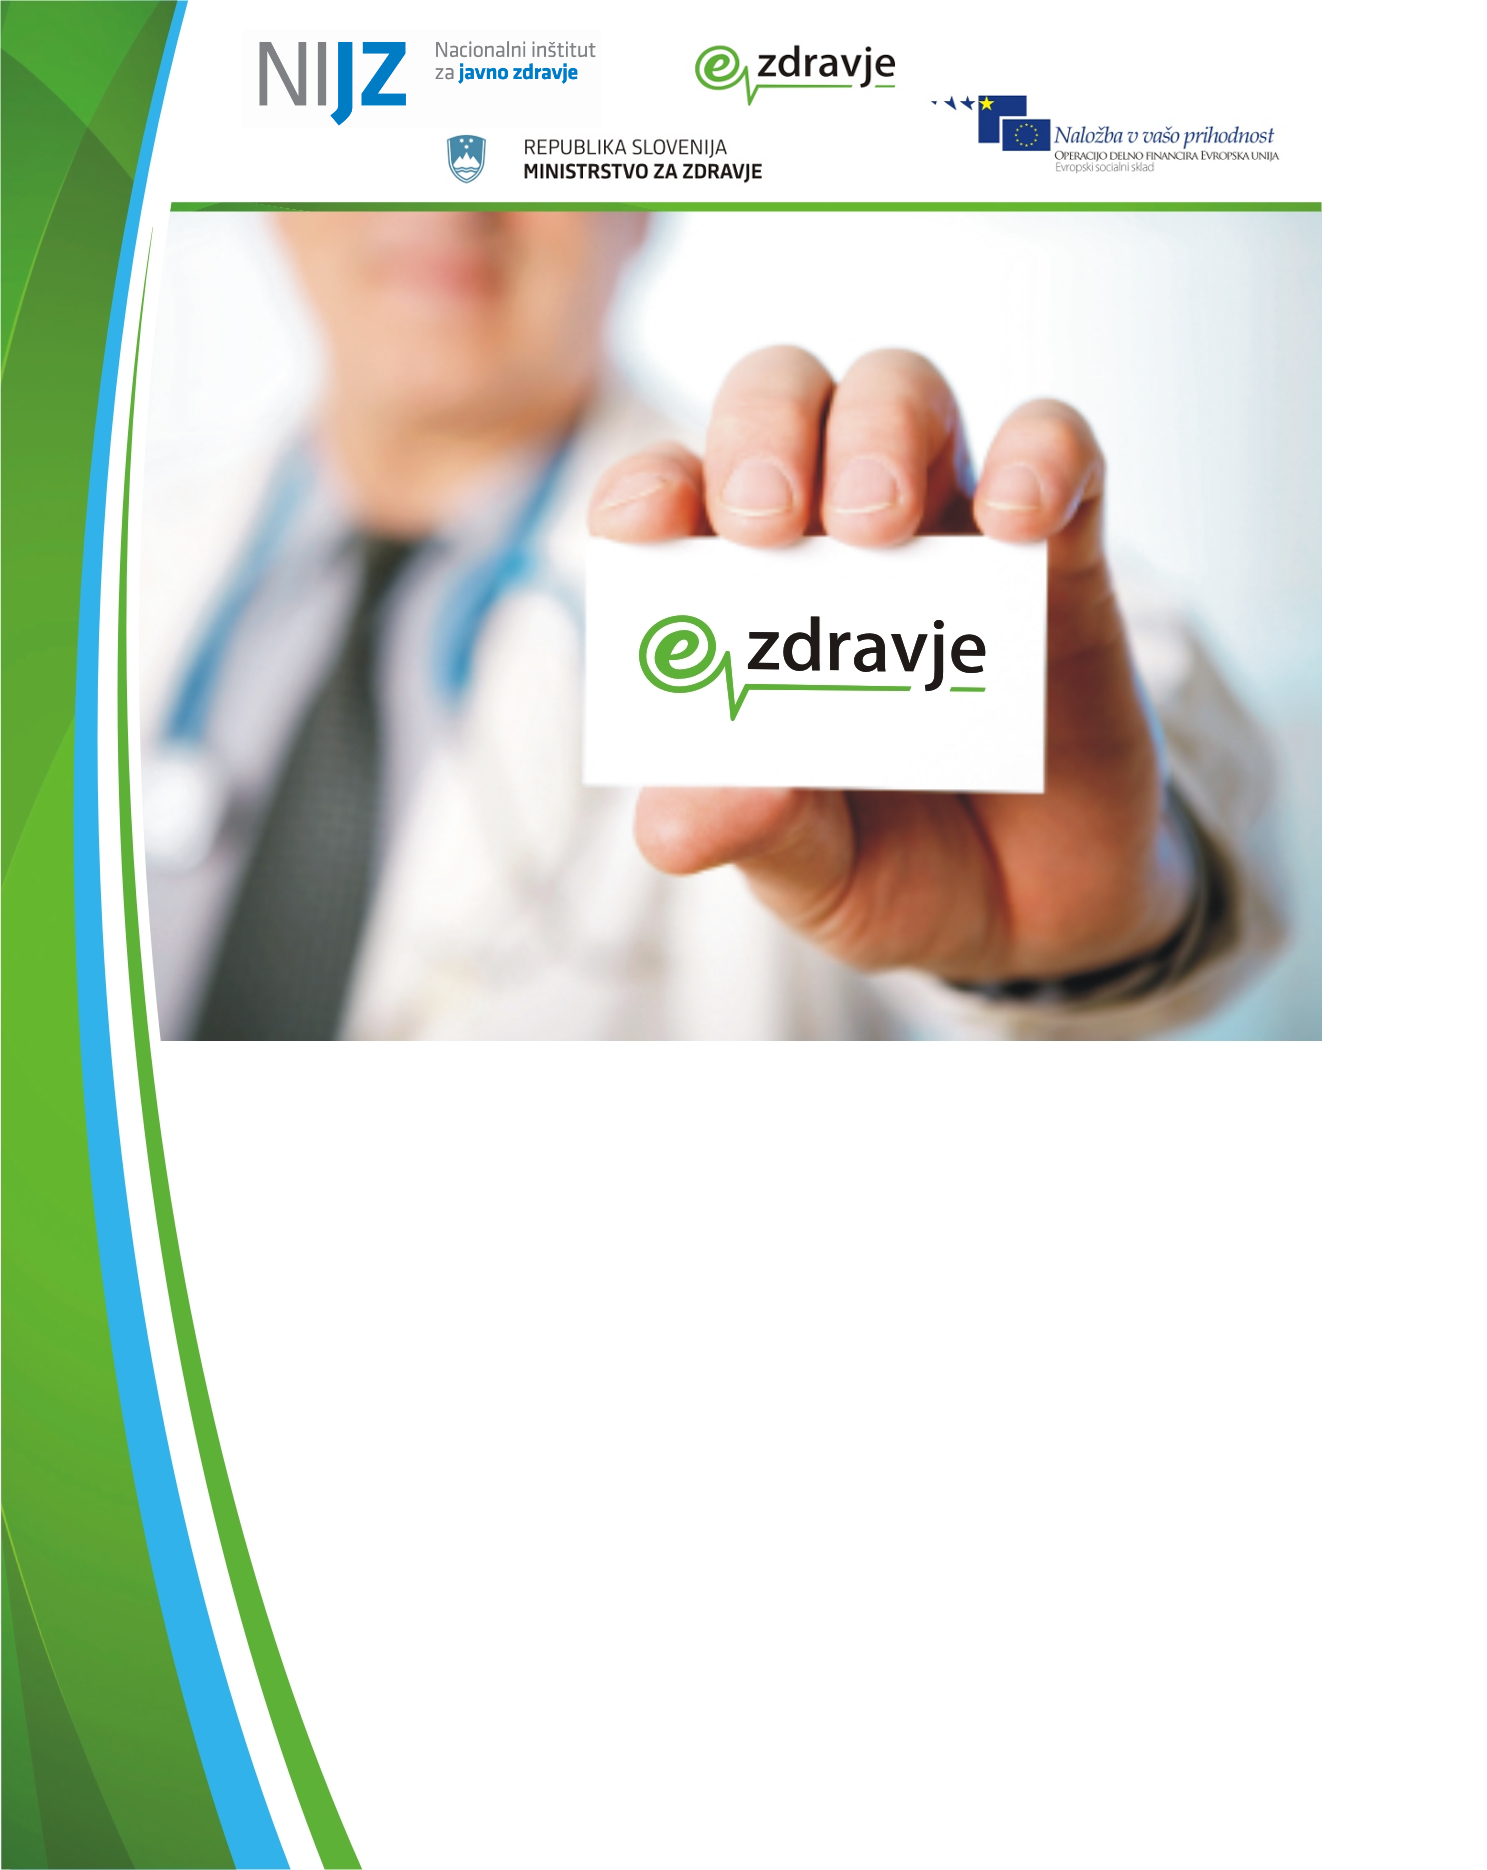 NIJZ
Nacionalni inštitut
za javno zdravje
e zdravje
REPUBLIKA SLOVENIJA
MINISTRSTVO ZA ZDRAVJE
Naložba v vašo prihodnost
OPERACIJO DELNO FINANCIRA EVROPSKA UNIJA
Evropski socialni sklad
e zdravje